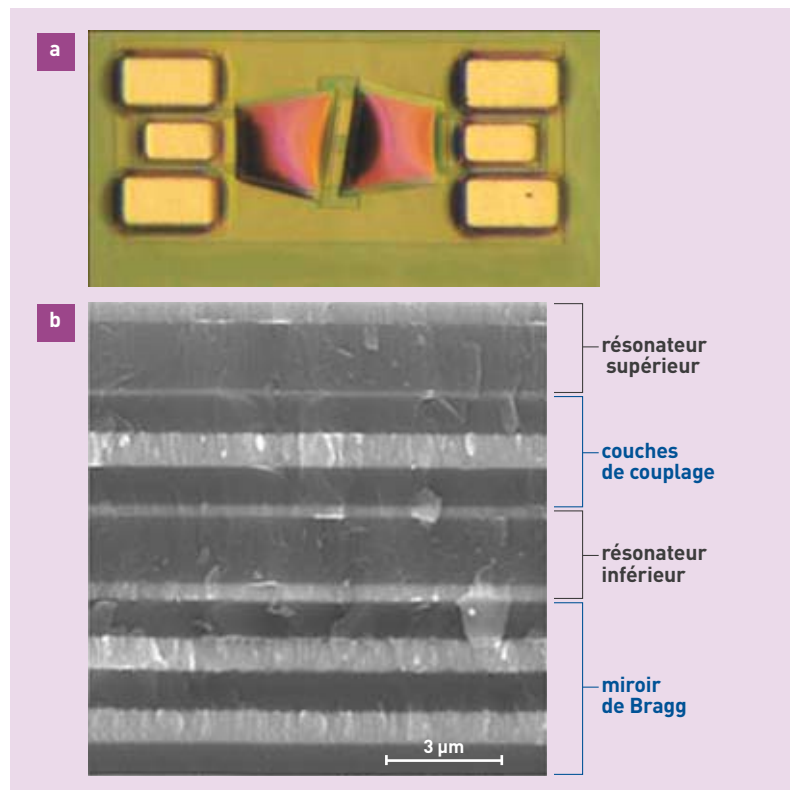 a
b
résonateur
supérieur
couches
de couplage
résonateur
inférieur
miroir
de Bragg
3 µm